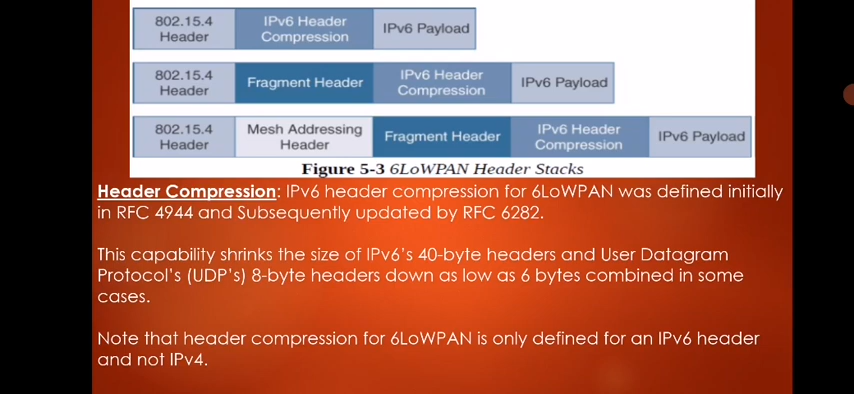 802.15.4 Header IPv6 Header Compression IPv6 Payload
802.15.4 Header Fragment Header IPv6 Header Compression IPv6 Payload
802.15.4 Header Mesh Addressing Header Fragment Header IPv6 Header Compression IPv6 Payload
Figure 5-3 6LoWPAN Header Stacks
Header Compression: IPv6 header compression for 6LoWPAN was defined initially
in RFC 4944 and Subsequently updated by RFC 6282.
This capability shrinks the size of IPv6's 40-byte headers and User Datagram
Protocol's (UDP's) 8-byte headers down as low as 6 bytes combined in some
cases.
Note that header compression for 6LoWPAN is only defined for an IPv6 header
and not IPv4.